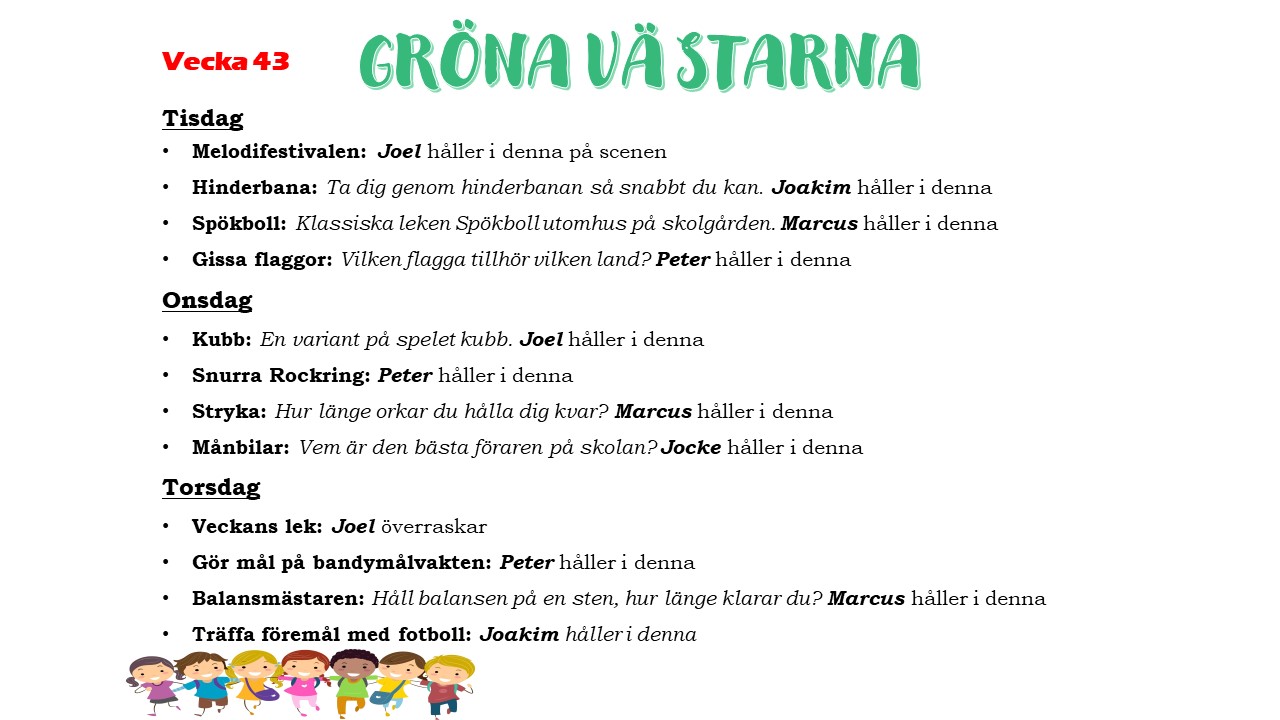 Vecka 43
GRÖNA VÄSTARNA
Tisdag
• Melodifestivalen: Joel håller i denna på scenen
• Hinderbana: Ta dig genom hinderbanan så snabbt du kan. Joakim håller i denna
• Spökboll: Klassiska leken Spökboll utomhus på skolgården. Marcus håller i denna
• Gissa flaggor: Vilken flagga tillhör vilken land? Peter håller i denna
Onsdag
• Kubb: En variant på spelet kubb. Joel håller i denna
• Snurra Rockring: Peter håller i denna
• Stryka: Hur länge orkar du hålla dig kvar? Marcus håller i denna
• Månbilar: Vem är den bästa föraren på skolan? Jocke håller i denna
Torsdag
• Veckans lek: Joel överraskar
• Gör mål på bandymålvakten: Peter håller i denna
• Balansmästaren: Håll balansen på en sten, hur länge klarar du? Marcus håller i denna
• Träffa föremål med fotboll: Joakim håller i denna